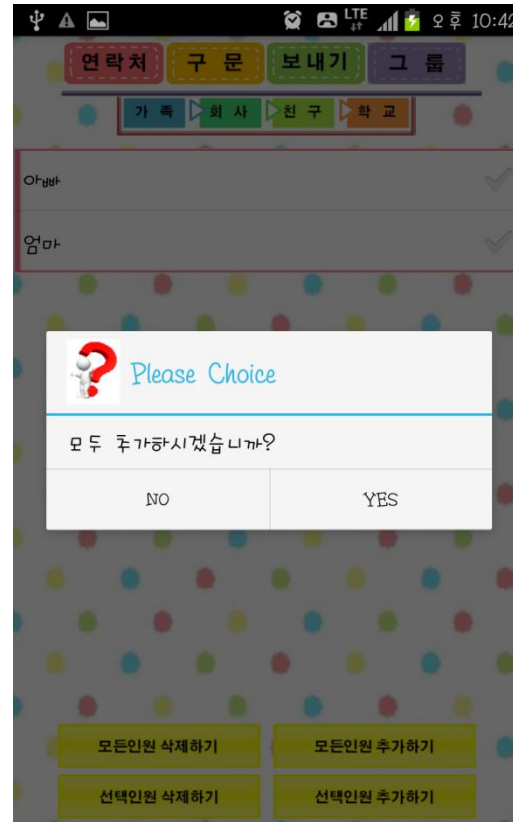 LTE 오후 10:42
연락처 구 문 보내기 그 룹
가 족 회 사 친 구 학 교
아빠
엄마
Please Choice
모두 추가하시겠습니까?
NO YES
모든인원 삭제하기 모든인원 추가하기
선택인원 삭제하기 선택인원 추가하기